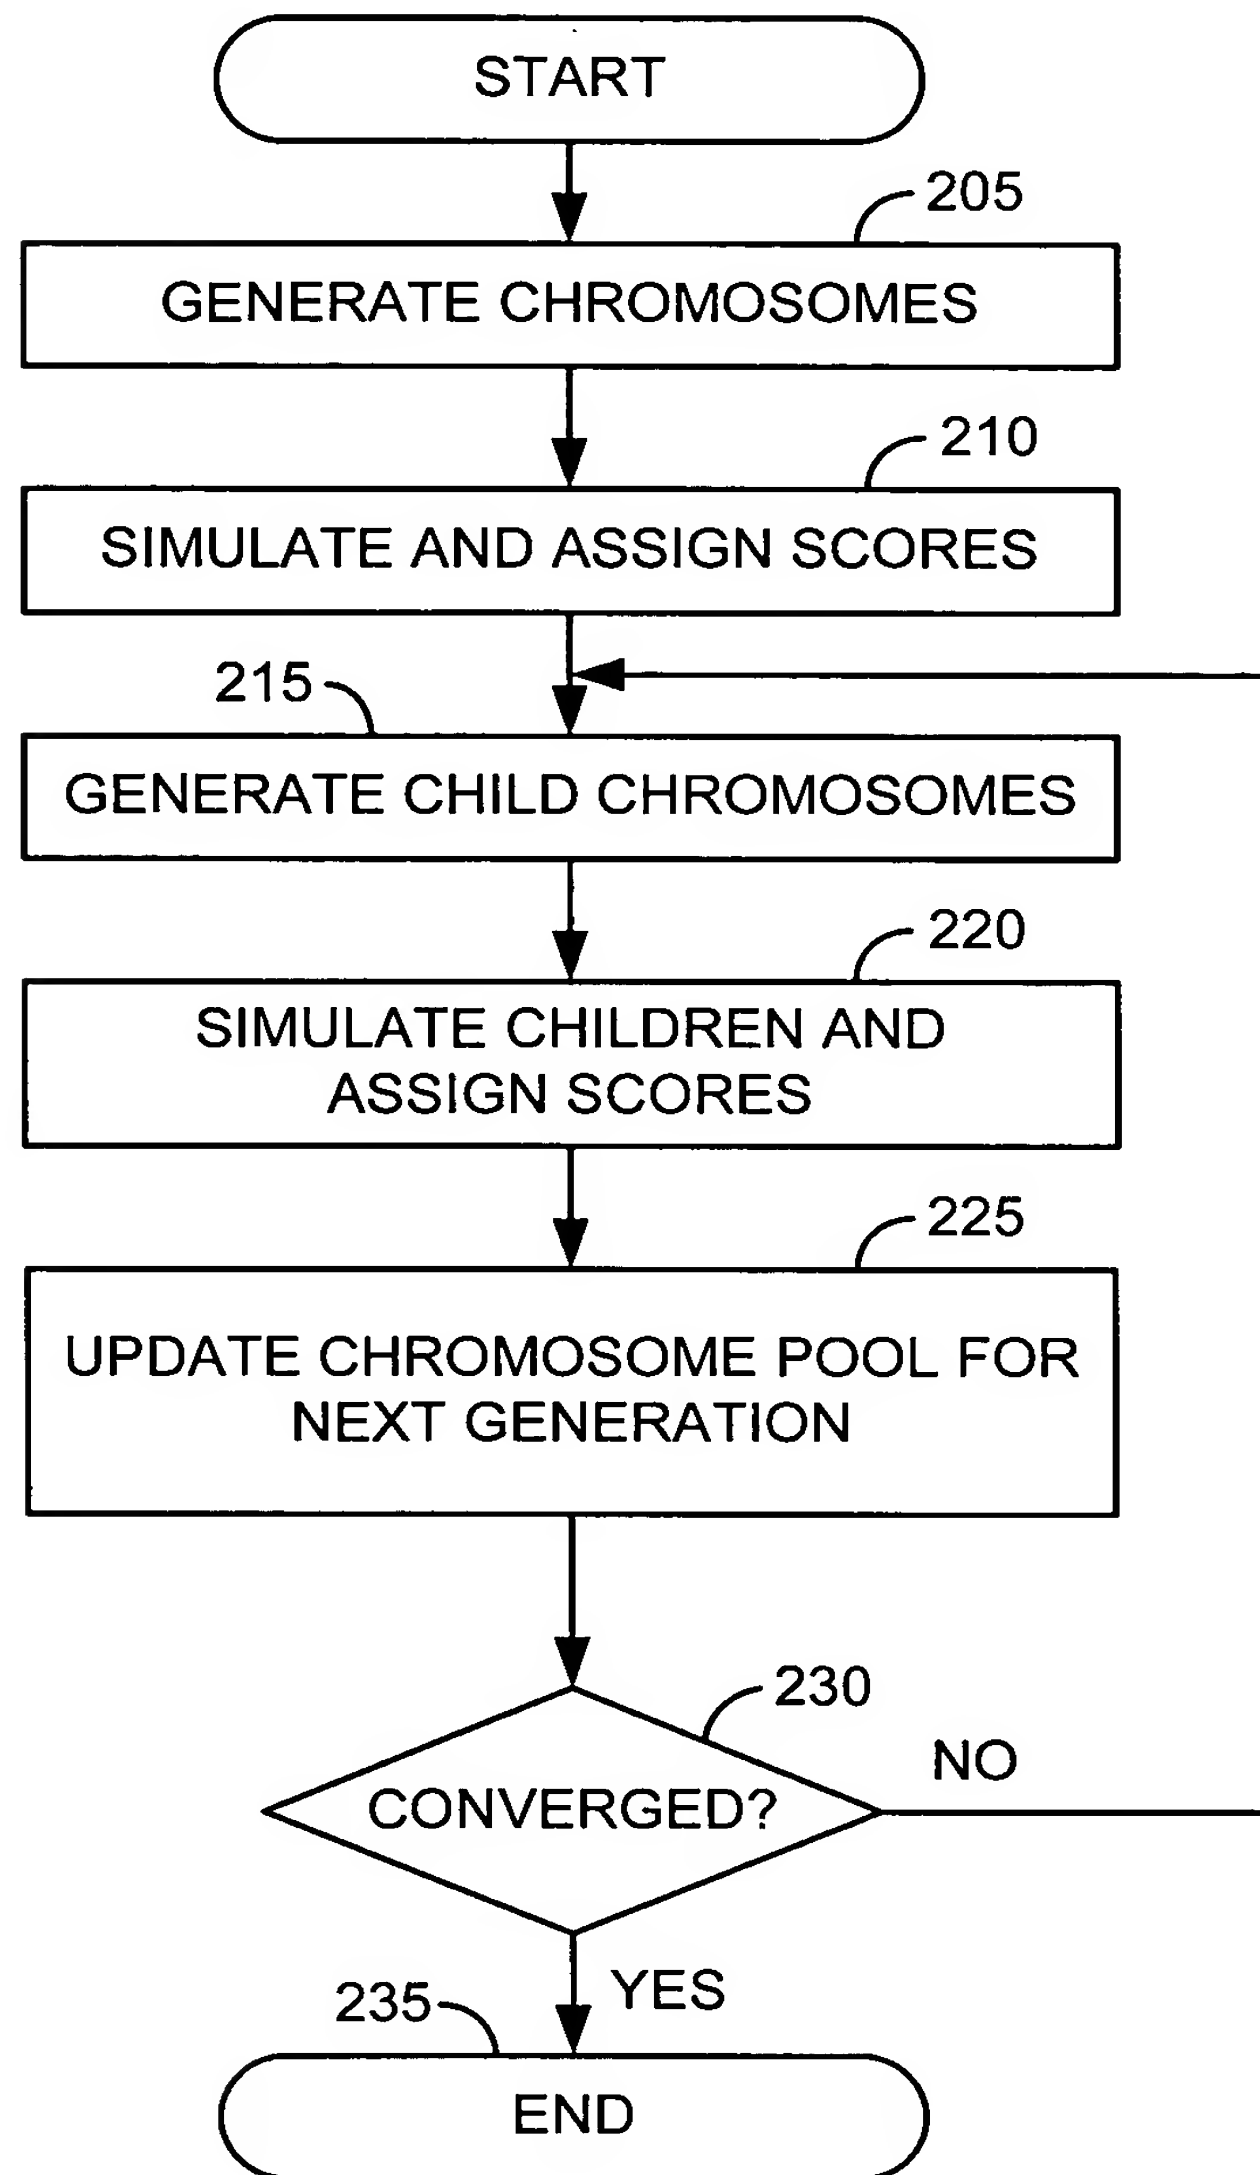 START
205
GENERATE CHROMOSOMES
210
SIMULATE AND ASSIGN SCORES
215
GENERATE CHILD CHROMOSOMES
220
SIMULATE CHILDREN AND
ASSIGN SCORES
225
UPDATE CHROMOSOME POOL FOR
NEXT GENERATION
230
NO
CONVERGED?
YES
235
END